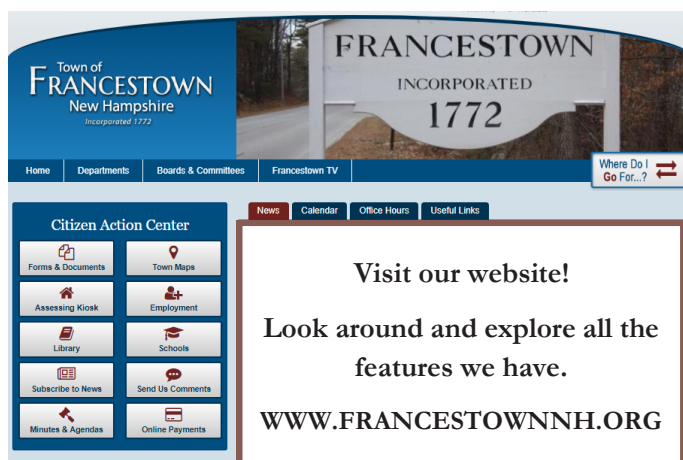 Town of
FRANCESTOWN
New Hampshire
Incorporated 1772
FRANCESTOWN
INCORPORATED
1772
Home
Departments
Boards & Committees
Francestown TV
Where Do I
Go For...?
Citizen Action Center
Forms & Documents
Town Maps
Assessing Kiosk
Employment
Library
Schools
Subscribe to News
Send Us Comments
Minutes & Agendas
Online Payments
News
Calendar
Office Hours
Useful Links
Visit our website!
Look around and explore all the
features we have.
WWW.FRANCESTOWNNH.ORG